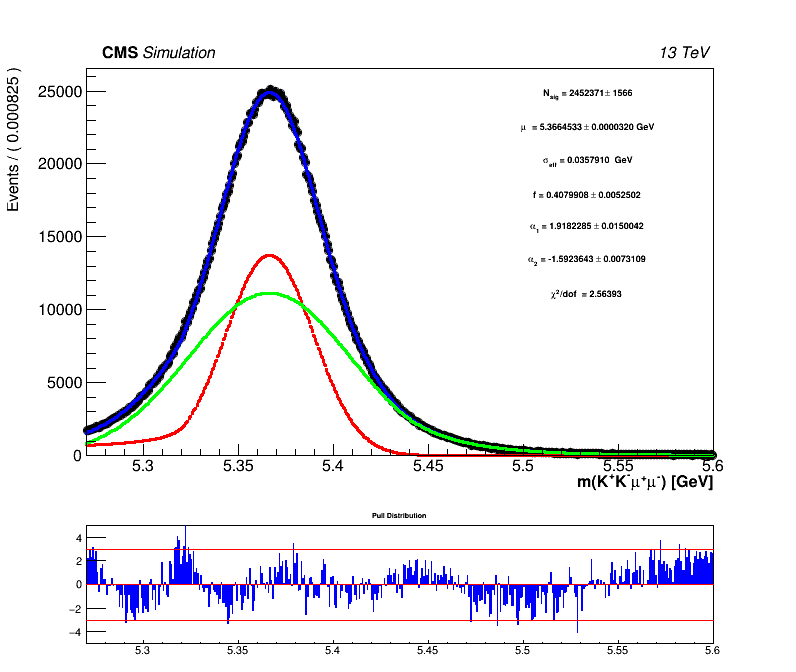 CMS Simulation 13 TeV
Events / ( 0.000825 )
25000
20000
15000
10000
5000
0
N_sig = 2452371 ± 1566
μ = 5.3664533 ± 0.0000320 GeV
σ_eff = 0.0357910 GeV
f = 0.4079908 ± 0.0052502
α_1 = 1.9182285 ± 0.0150042
α_2 = -1.5923643 ± 0.0073109
χ²/dof = 2.56393
5.3 5.35 5.4 5.45 5.5 5.55 5.6
m(K⁺K⁻μ⁺μ⁻) [GeV]
Pull Distribution
4
2
0
−2
−4
5.3 5.35 5.4 5.45 5.5 5.55 5.6